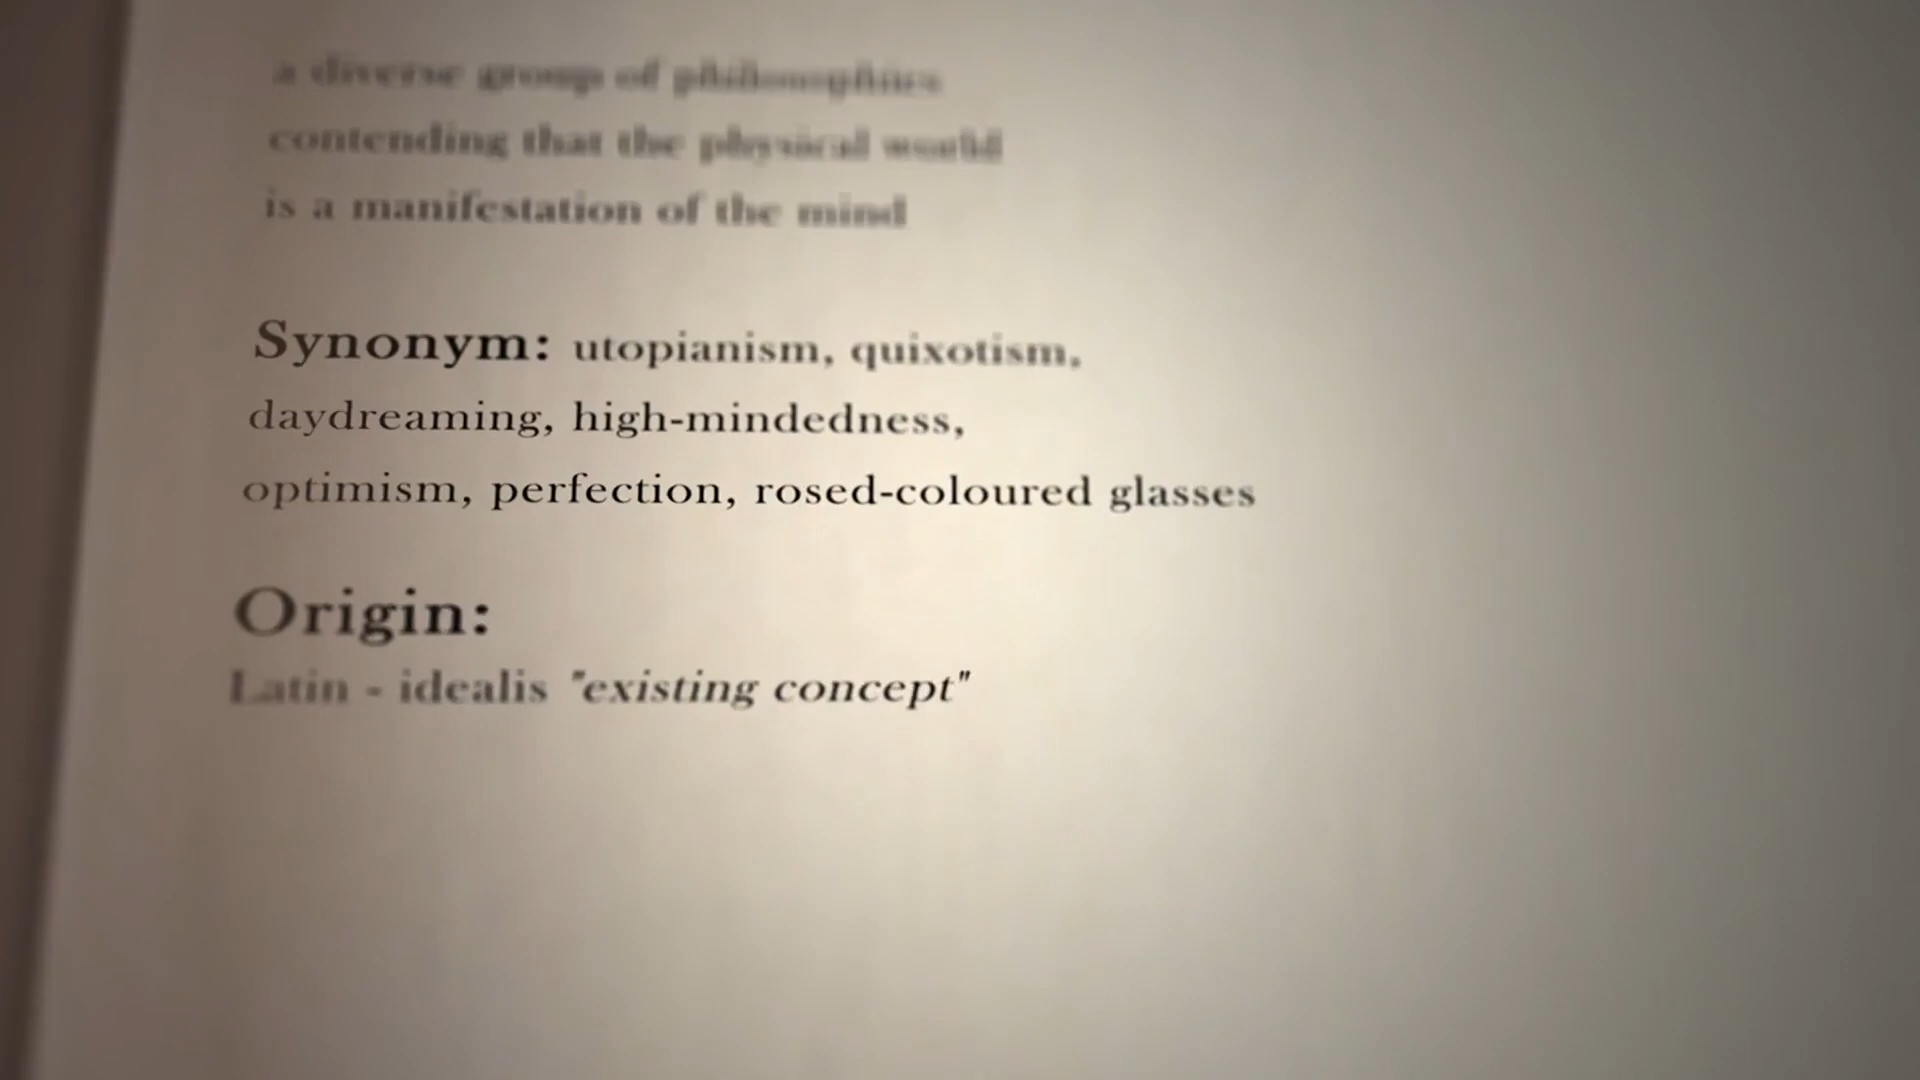 a diverse group of philosophies
contending that the physical world
is a manifestation of the mind
Synonym: utopianism, quixotism,
daydreaming, high-mindedness,
optimism, perfection, rosed-coloured glasses
Origin:
Latin - idealis "existing concept"